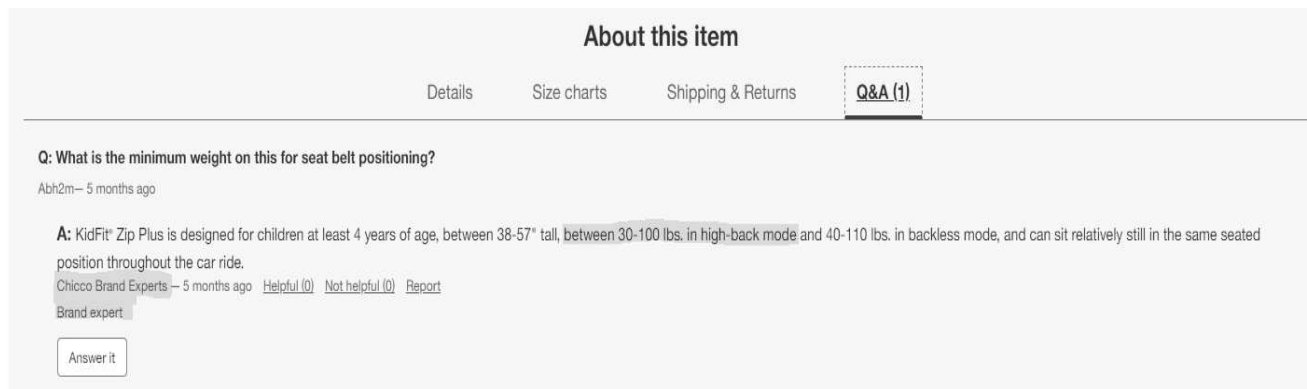 About this item
Details Size charts Shipping & Returns Q&A (1)
Q: What is the minimum weight on this for seat belt positioning?
Abh2m— 5 months ago
A: KidFit® Zip Plus is designed for children at least 4 years of age, between 38-57" tall, between 30-100 lbs. in high-back mode and 40-110 lbs. in backless mode, and can sit relatively still in the same seated
position throughout the car ride.
Chicco Brand Experts – 5 months ago Helpful (0) Not helpful (0) Report
Brand expert
Answer it